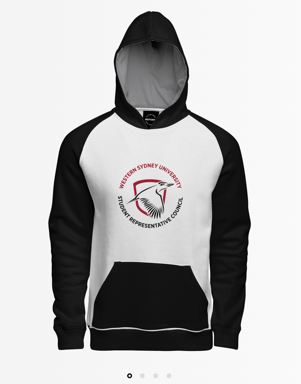 WESTERN SYDNEY UNIVERSITY
STUDENT REPRESENTATIVE COUNCIL